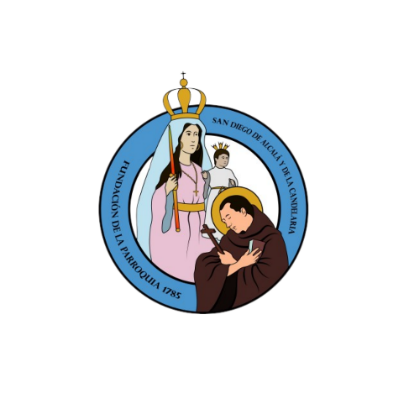 SAN DIEGO DE ALCALÁ Y DE LA CANDELARIA
FUNDACIÓN DE LA PARROQUIA 1785